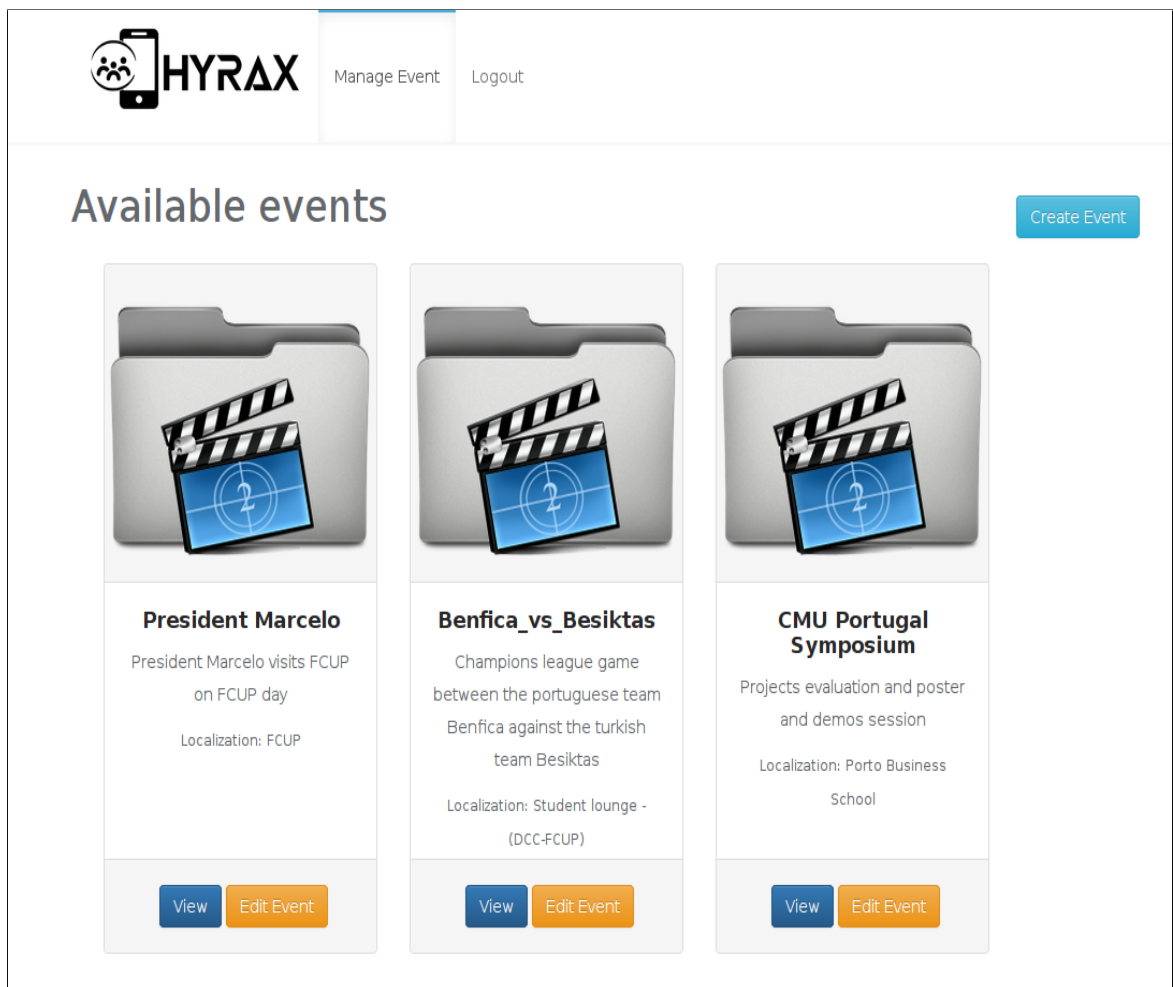 HYRAX
Manage Event
Logout
Available events
Create Event
2
2
2
President Marcelo
President Marcelo visits FCUP
on FCUP day
Localization: FCUP
View
Edit Event
Benfica_vs_Besiktas
Champions league game
between the portuguese team
Benfica against the turkish
team Besiktas
Localization: Student lounge -
(DCC-FCUP)
View
Edit Event
CMU Portugal
Symposium
Projects evaluation and poster
and demos session
Localization: Porto Business
School
View
Edit Event